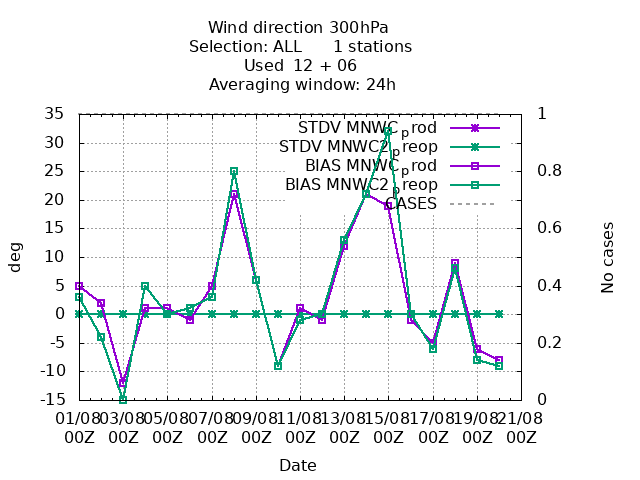 Wind direction 300hPa
Selection: ALL 1 stations
Used 12 + 06
Averaging window: 24h
35
30
25
20
15
10
5
0
-5
-10
-15
deg
1
0.8
0.6
0.4
0.2
0
No cases
STDV MNWC_prod
STDV MNWC2_preop
BIAS MNWC_prod
BIAS MNWC2_preop
CASES
01/08 03/08 05/08 07/08 09/08 11/08 13/08 15/08 17/08 19/08 21/08
00Z 00Z 00Z 00Z 00Z 00Z 00Z 00Z 00Z 00Z 00Z
Date